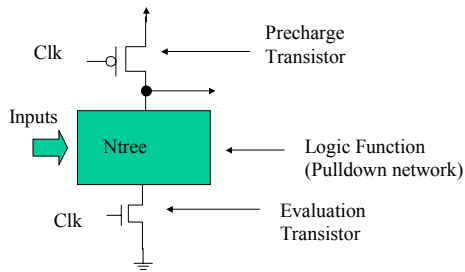 Precharge
Transistor
Clk
Inputs
Ntree
Logic Function
(Pulldown network)
Clk
Evaluation
Transistor